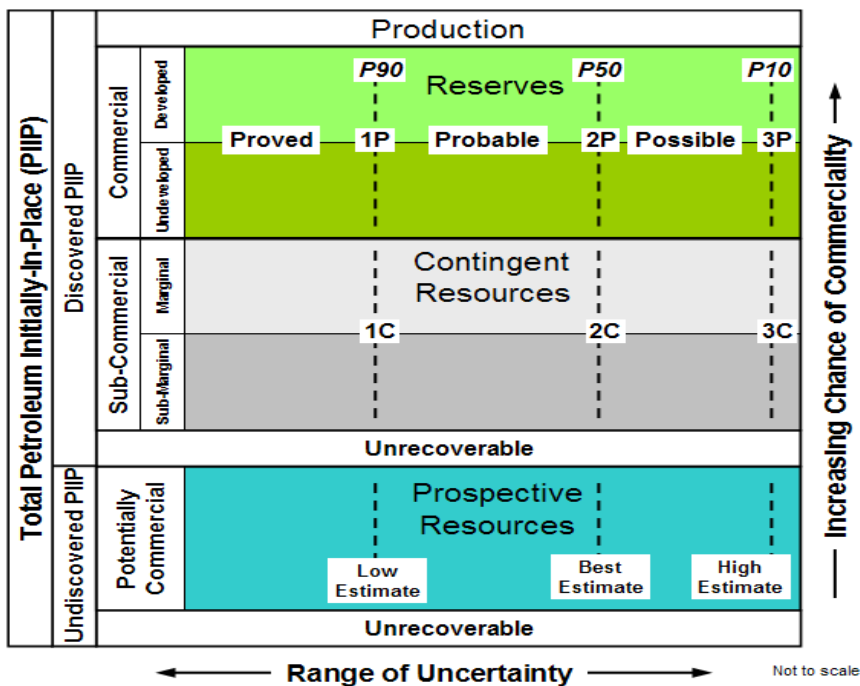 Total Petroleum Initially-In-Place (PIIP)
Discovered PIIP
Undiscovered PIIP
Production
Commercial
Developed
Undeveloped
P90
P50
P10
Reserves
Proved
1P
Probable
2P
Possible
3P
Sub-Commercial
Marginal
Sub-Marginal
Contingent
Resources
1C
2C
3C
Unrecoverable
Potentially
Commercial
Prospective
Resources
Low
Estimate
Best
Estimate
High
Estimate
Unrecoverable
Increasing Chance of Commerciality
Range of Uncertainty
Not to scale